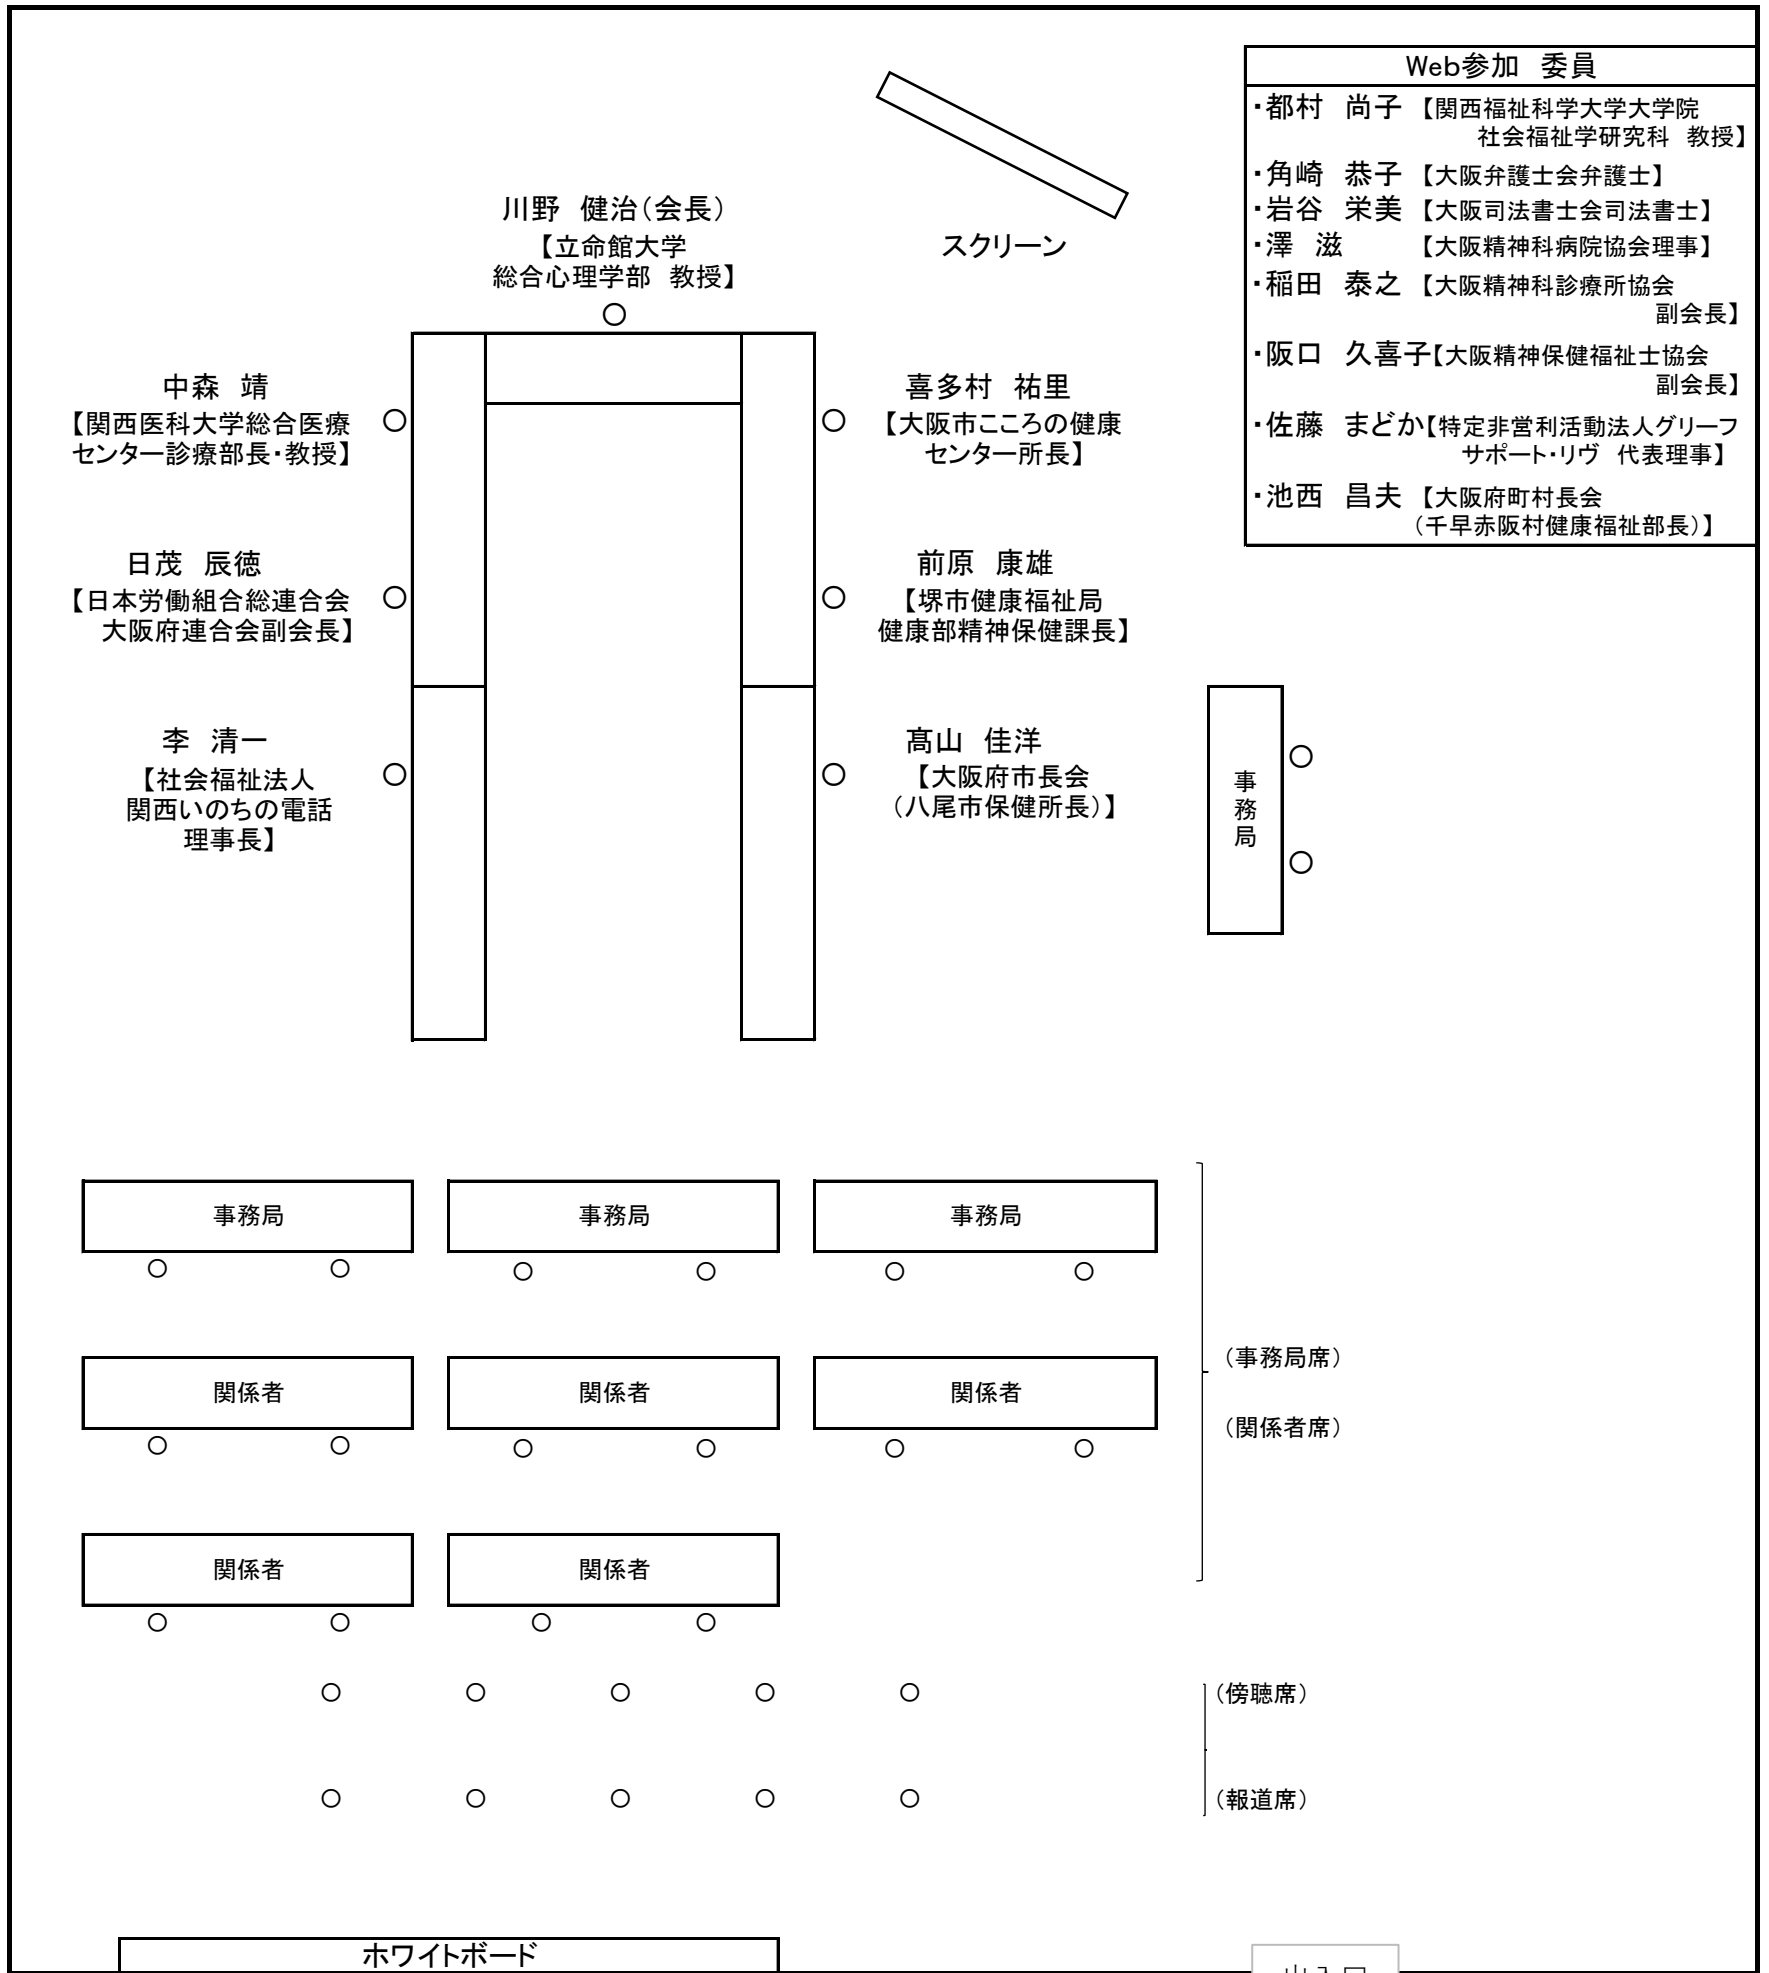 Web参加　委員
・都村　尚子　【関西福祉科学大学大学院
社会福祉学研究科　教授】
・角崎　恭子　【大阪弁護士会弁護士】
・岩谷　栄美　【大阪司法書士会司法書士】
・澤　滋　【大阪精神科病院協会理事】
・稲田　泰之　【大阪精神科診療所協会
副会長】
・阪口　久喜子【大阪精神保健福祉士協会
副会長】
・佐藤　まどか【特定非営利活動法人グリーフ
サポート・リヴ　代表理事】
・池西　昌夫　【大阪府町村長会
（千早赤阪村健康福祉部長）】
スクリーン
川野　健治（会長）
【立命館大学
総合心理学部　教授】
中森　靖
【関西医科大学総合医療
センター診療部長・教授】
喜多村　祐里
【大阪市こころの健康
センター所長】
日茂　辰徳
【日本労働組合総連合会
大阪府連合会副会長】
前原　康雄
【堺市健康福祉局
健康部精神保健課長】
李　清一
【社会福祉法人
関西いのちの電話
理事長】
髙山　佳洋
【大阪府市長会
（八尾市保健所長）】
事務局
事務局
事務局
事務局
（事務局席）
関係者
関係者
関係者
（関係者席）
関係者
関係者
（傍聴席）
（報道席）
ホワイトボード
出入口